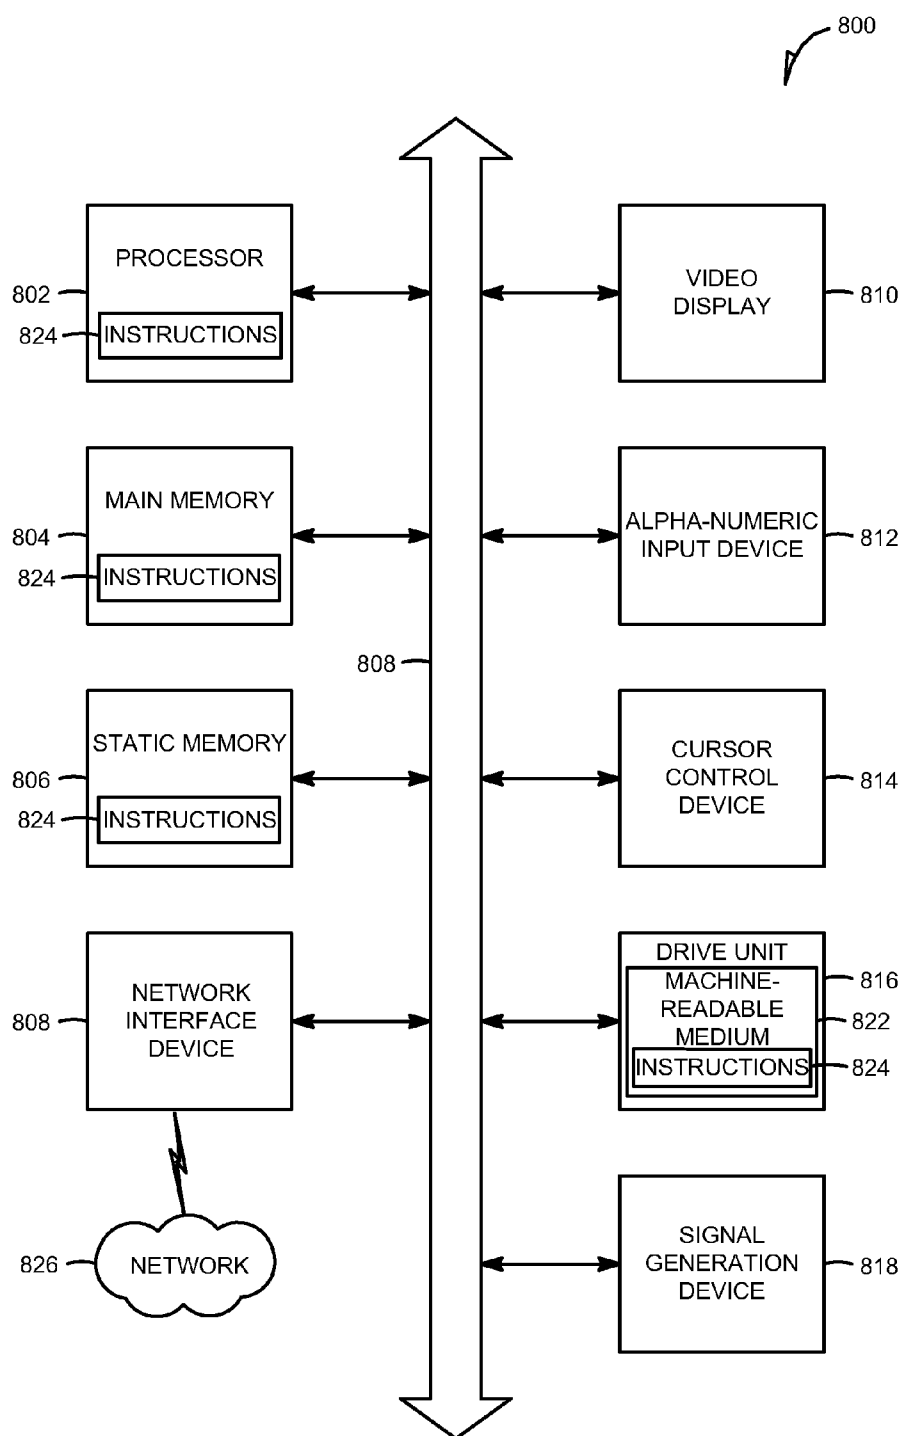 800
PROCESSOR
802
824
INSTRUCTIONS
VIDEO
DISPLAY
810
MAIN MEMORY
804
824
INSTRUCTIONS
ALPHA-NUMERIC
INPUT DEVICE
812
808
STATIC MEMORY
806
824
INSTRUCTIONS
CURSOR
CONTROL
DEVICE
814
NETWORK
INTERFACE
DEVICE
808
DRIVE UNIT
816
MACHINE-
READABLE
MEDIUM
822
INSTRUCTIONS
824
826
NETWORK
SIGNAL
GENERATION
DEVICE
818